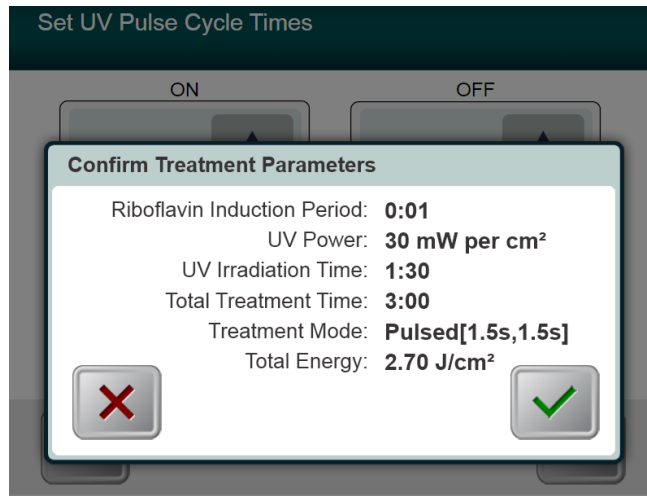 Set UV Pulse Cycle Times
ON OFF
Confirm Treatment Parameters
Riboflavin Induction Period: 0:01
UV Power: 30 mW per cm²
UV Irradiation Time: 1:30
Total Treatment Time: 3:00
Treatment Mode: Pulsed[1.5s,1.5s]
Total Energy: 2.70 J/cm²